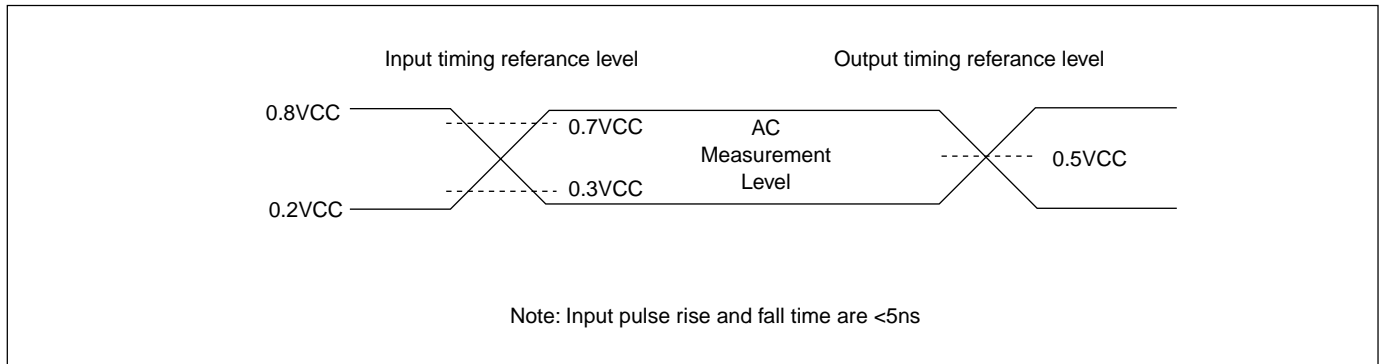 Input timing referance level
Output timing referance level
0.8VCC
0.7VCC
AC
Measurement
Level
0.5VCC
0.3VCC
0.2VCC
Note: Input pulse rise and fall time are <5ns